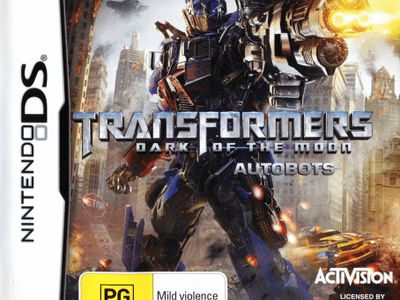 NINTENDO DS
TRANSFORMERS
DARK OF THE MOON
AUTOBOTS
PG
Mild violence
ACTIVISION
LICENSED BY